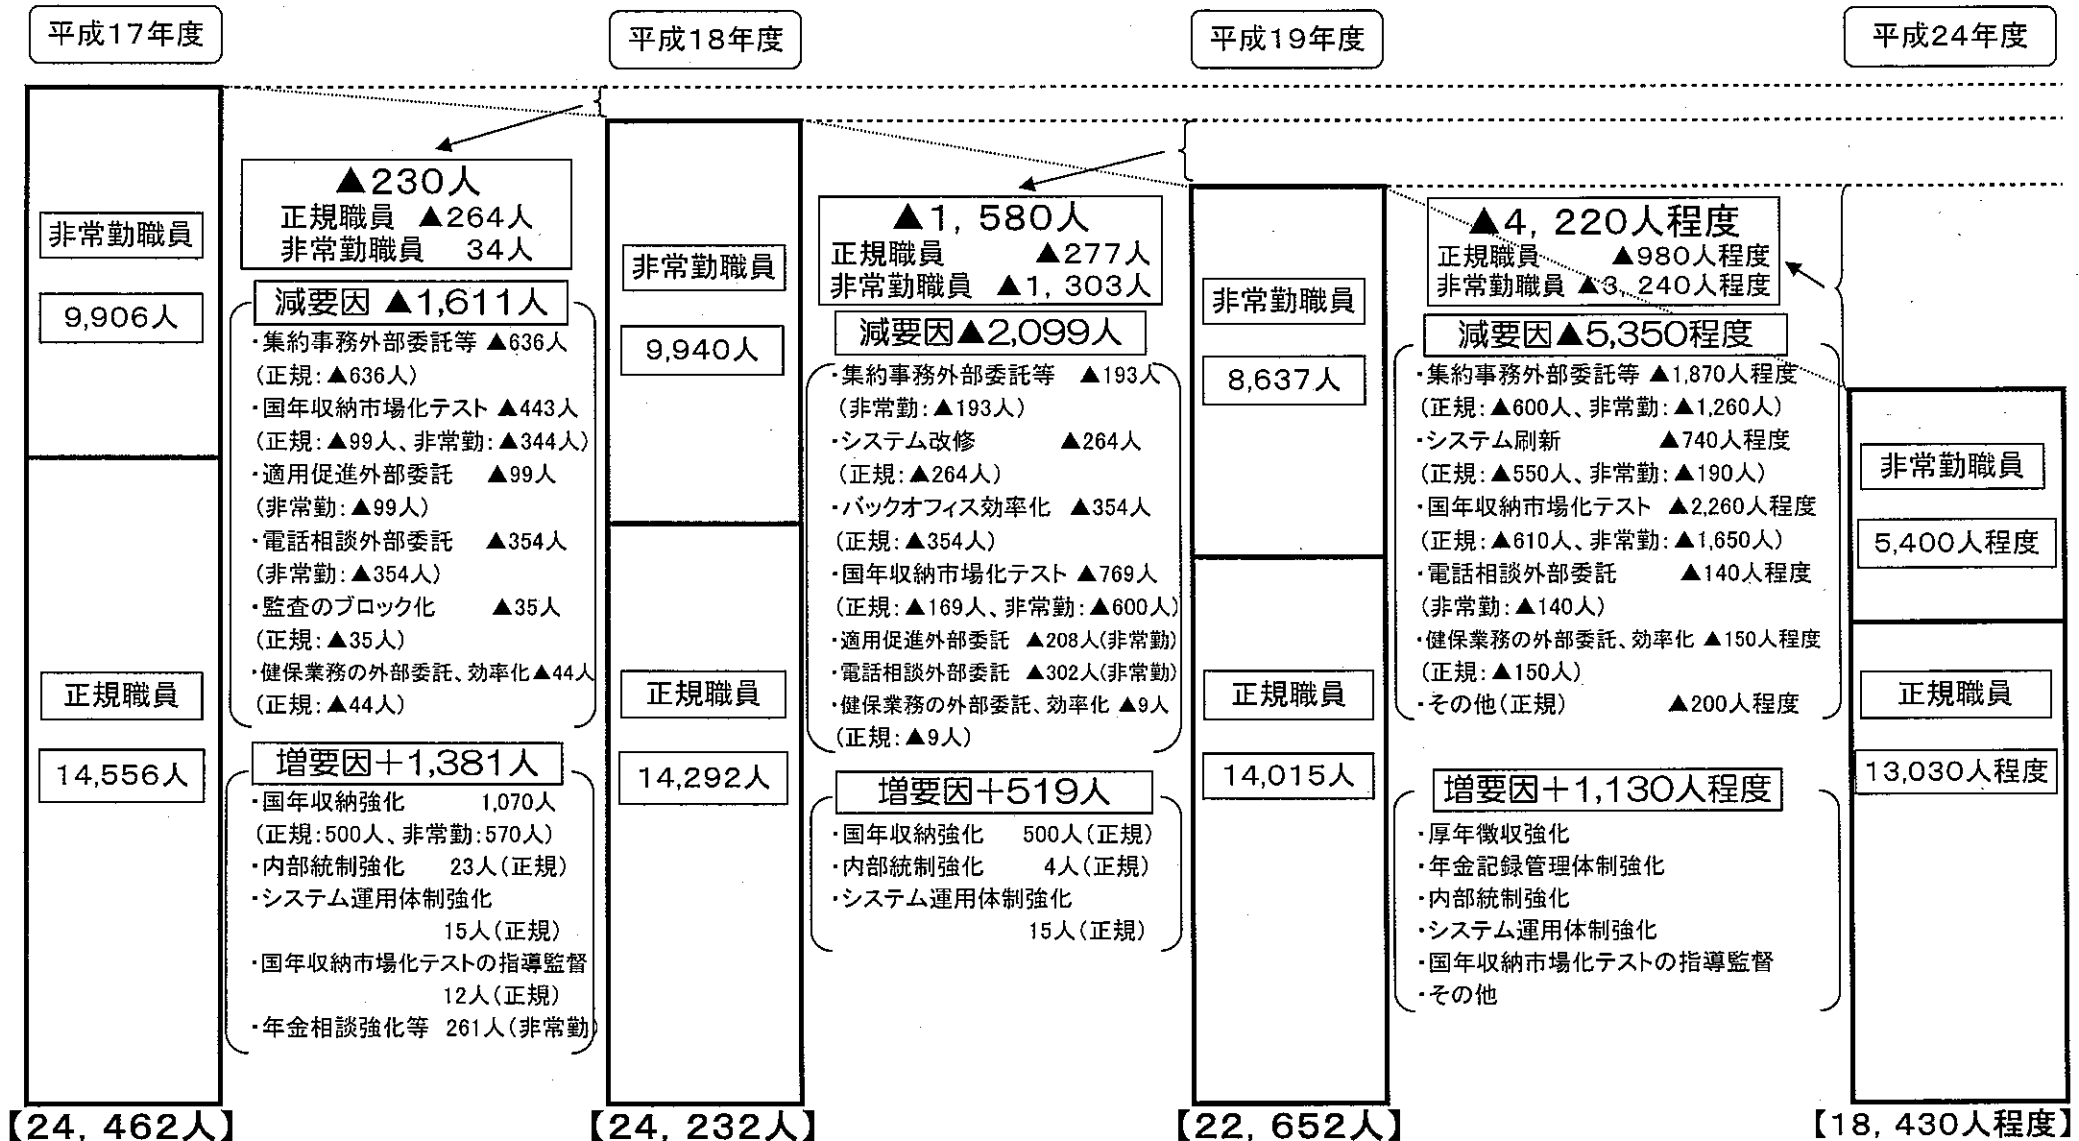 平成17年度
平成18年度
平成19年度
平成24年度
非常勤職員
9,906人
正規職員
14,556人
【24,462人】
▲230人
正規職員 ▲264人
非常勤職員 34人
減要因 ▲1,611人
・集約事務外部委託等 ▲636人
(正規:▲636人)
・国年収納市場化テスト ▲443人
(正規:▲99人、非常勤:▲344人)
・適用促進外部委託 ▲99人
(非常勤:▲99人)
・電話相談外部委託 ▲354人
(非常勤:▲354人)
・監査のブロック化 ▲35人
(正規:▲35人)
・健保業務の外部委託、効率化▲44人
(正規:▲44人)
増要因+1,381人
・国年収納強化 1,070人
(正規:500人、非常勤:570人)
・内部統制強化 23人(正規)
・システム運用体制強化
15人(正規)
・国年収納市場化テストの指導監督
12人(正規)
・年金相談強化等 261人(非常勤)
非常勤職員
9,940人
正規職員
14,292人
【24,232人】
▲1,580人
正規職員 ▲277人
非常勤職員 ▲1,303人
減要因▲2,099人
・集約事務外部委託等 ▲193人
(非常勤:▲193人)
・システム改修 ▲264人
(正規:▲264人)
・バックオフィス効率化 ▲354人
(正規:▲354人)
・国年収納市場化テスト ▲769人
(正規:▲169人、非常勤:▲600人)
・適用促進外部委託 ▲208人(非常勤)
・電話相談外部委託 ▲302人(非常勤)
・健保業務の外部委託、効率化 ▲9人
(正規:▲9人)
増要因+519人
・国年収納強化 500人(正規)
・内部統制強化 4人(正規)
・システム運用体制強化
15人(正規)
非常勤職員
8,637人
正規職員
14,015人
【22,652人】
▲4,220人程度
正規職員 ▲980人程度
非常勤職員 ▲3,240人程度
減要因▲5,350程度
・集約事務外部委託等 ▲1,870人程度
(正規:▲600人、非常勤:▲1,260人)
・システム刷新 ▲740人程度
(正規:▲550人、非常勤:▲190人)
・国年収納市場化テスト ▲2,260人程度
(正規:▲610人、非常勤:▲1,650人)
・電話相談外部委託 ▲140人程度
(非常勤:▲140人)
・健保業務の外部委託、効率化 ▲150人程度
(正規:▲150人)
・その他(正規) ▲200人程度
増要因+1,130人程度
・厚年徴収強化
・年金記録管理体制強化
・内部統制強化
・システム運用体制強化
・国年収納市場化テストの指導監督
・その他
非常勤職員
5,400人程度
正規職員
13,030人程度
【18,430人程度】